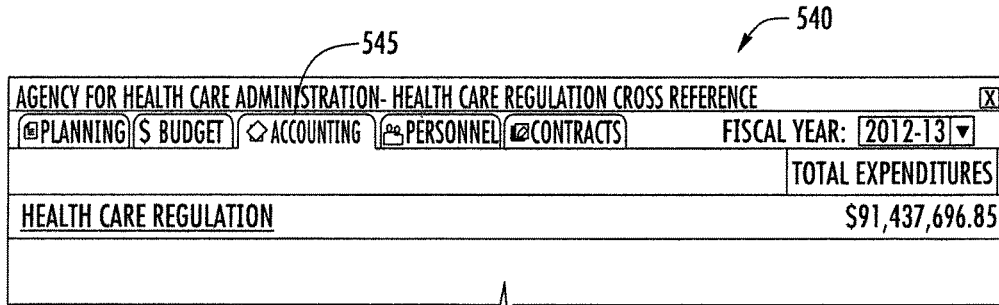 540
545
AGENCY FOR HEALTH CARE ADMINISTRATION- HEALTH CARE REGULATION CROSS REFERENCE X
PLANNING $ BUDGET ACCOUNTING PERSONNEL CONTRACTS FISCAL YEAR: 2012-13
TOTAL EXPENDITURES
HEALTH CARE REGULATION $91,437,696.85